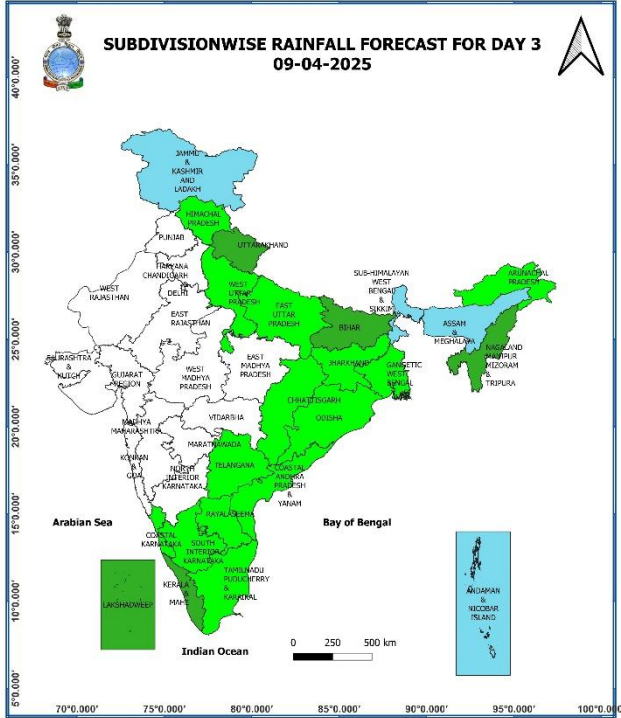 SUBDIVISIONWISE RAINFALL FORECAST FOR DAY 3
09-04-2025
40°0.000'
35°0.000'
30°0.000'
25°0.000'
20°0.000'
15°0.000'
10°0.000'
5°0.000'
JAMMU
&
KASHMIR
AND
LADAKH
HIMACHAL
PRADESH
PUNJAB
UTTARAKHAND
HARYANA
CHANDIGARH
&
DELHI
WEST
RAJASTHAN
WEST
UTTAR
PRADESH
EAST
UTTAR
PRADESH
EAST
RAJASTHAN
SUB-HIMALAYAN
WEST
BENGAL
&
SIKKIM
ARUNACHAL
PRADESH
ASSAM
&
MEGHALAYA
NAGALAND
MANIPUR
MIZORAM
&
TRIPURA
BIHAR
SAURASHTRA
&
KUTCH
GUJARAT
REGION
WEST
MADHYA
PRADESH
EAST
MADHYA
PRADESH
JHARKHAND
GANGETIC
WEST
BENGAL
CHHATTISGARH
ODISHA
VIDARBHA
MADHYA
MAHARASHTRA
MARATHWADA
KONKAN
&
GOA
NORTH
INTERIOR
KARNATAKA
TELANGANA
COASTAL
ANDHRA
PRADESH
&
YANAM
RAYALASEEMA
COASTAL
KARNATAKA
SOUTH
INTERIOR
KARNATAKA
TAMILNADU
PUDUCHERRY
&
KARAIKAL
KERALA
&
MAHE
LAKSHADWEEP
ANDAMAN
&
NICOBAR
ISLAND
Arabian Sea
Bay of Bengal
Indian Ocean
0 250 500 km
70°0.000' 75°0.000' 80°0.000' 85°0.000' 90°0.000' 95°0.000' 100°0.00